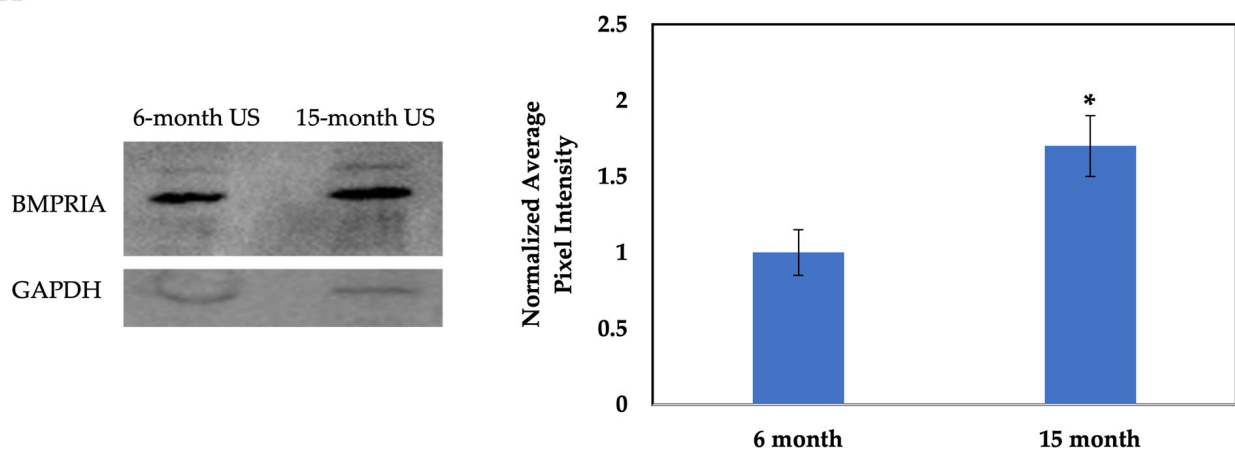 6-month US 15-month US
BMPRIA
GAPDH
Normalized Average
Pixel Intensity
2.5
2
1.5
1
0.5
0
*
6 month 15 month